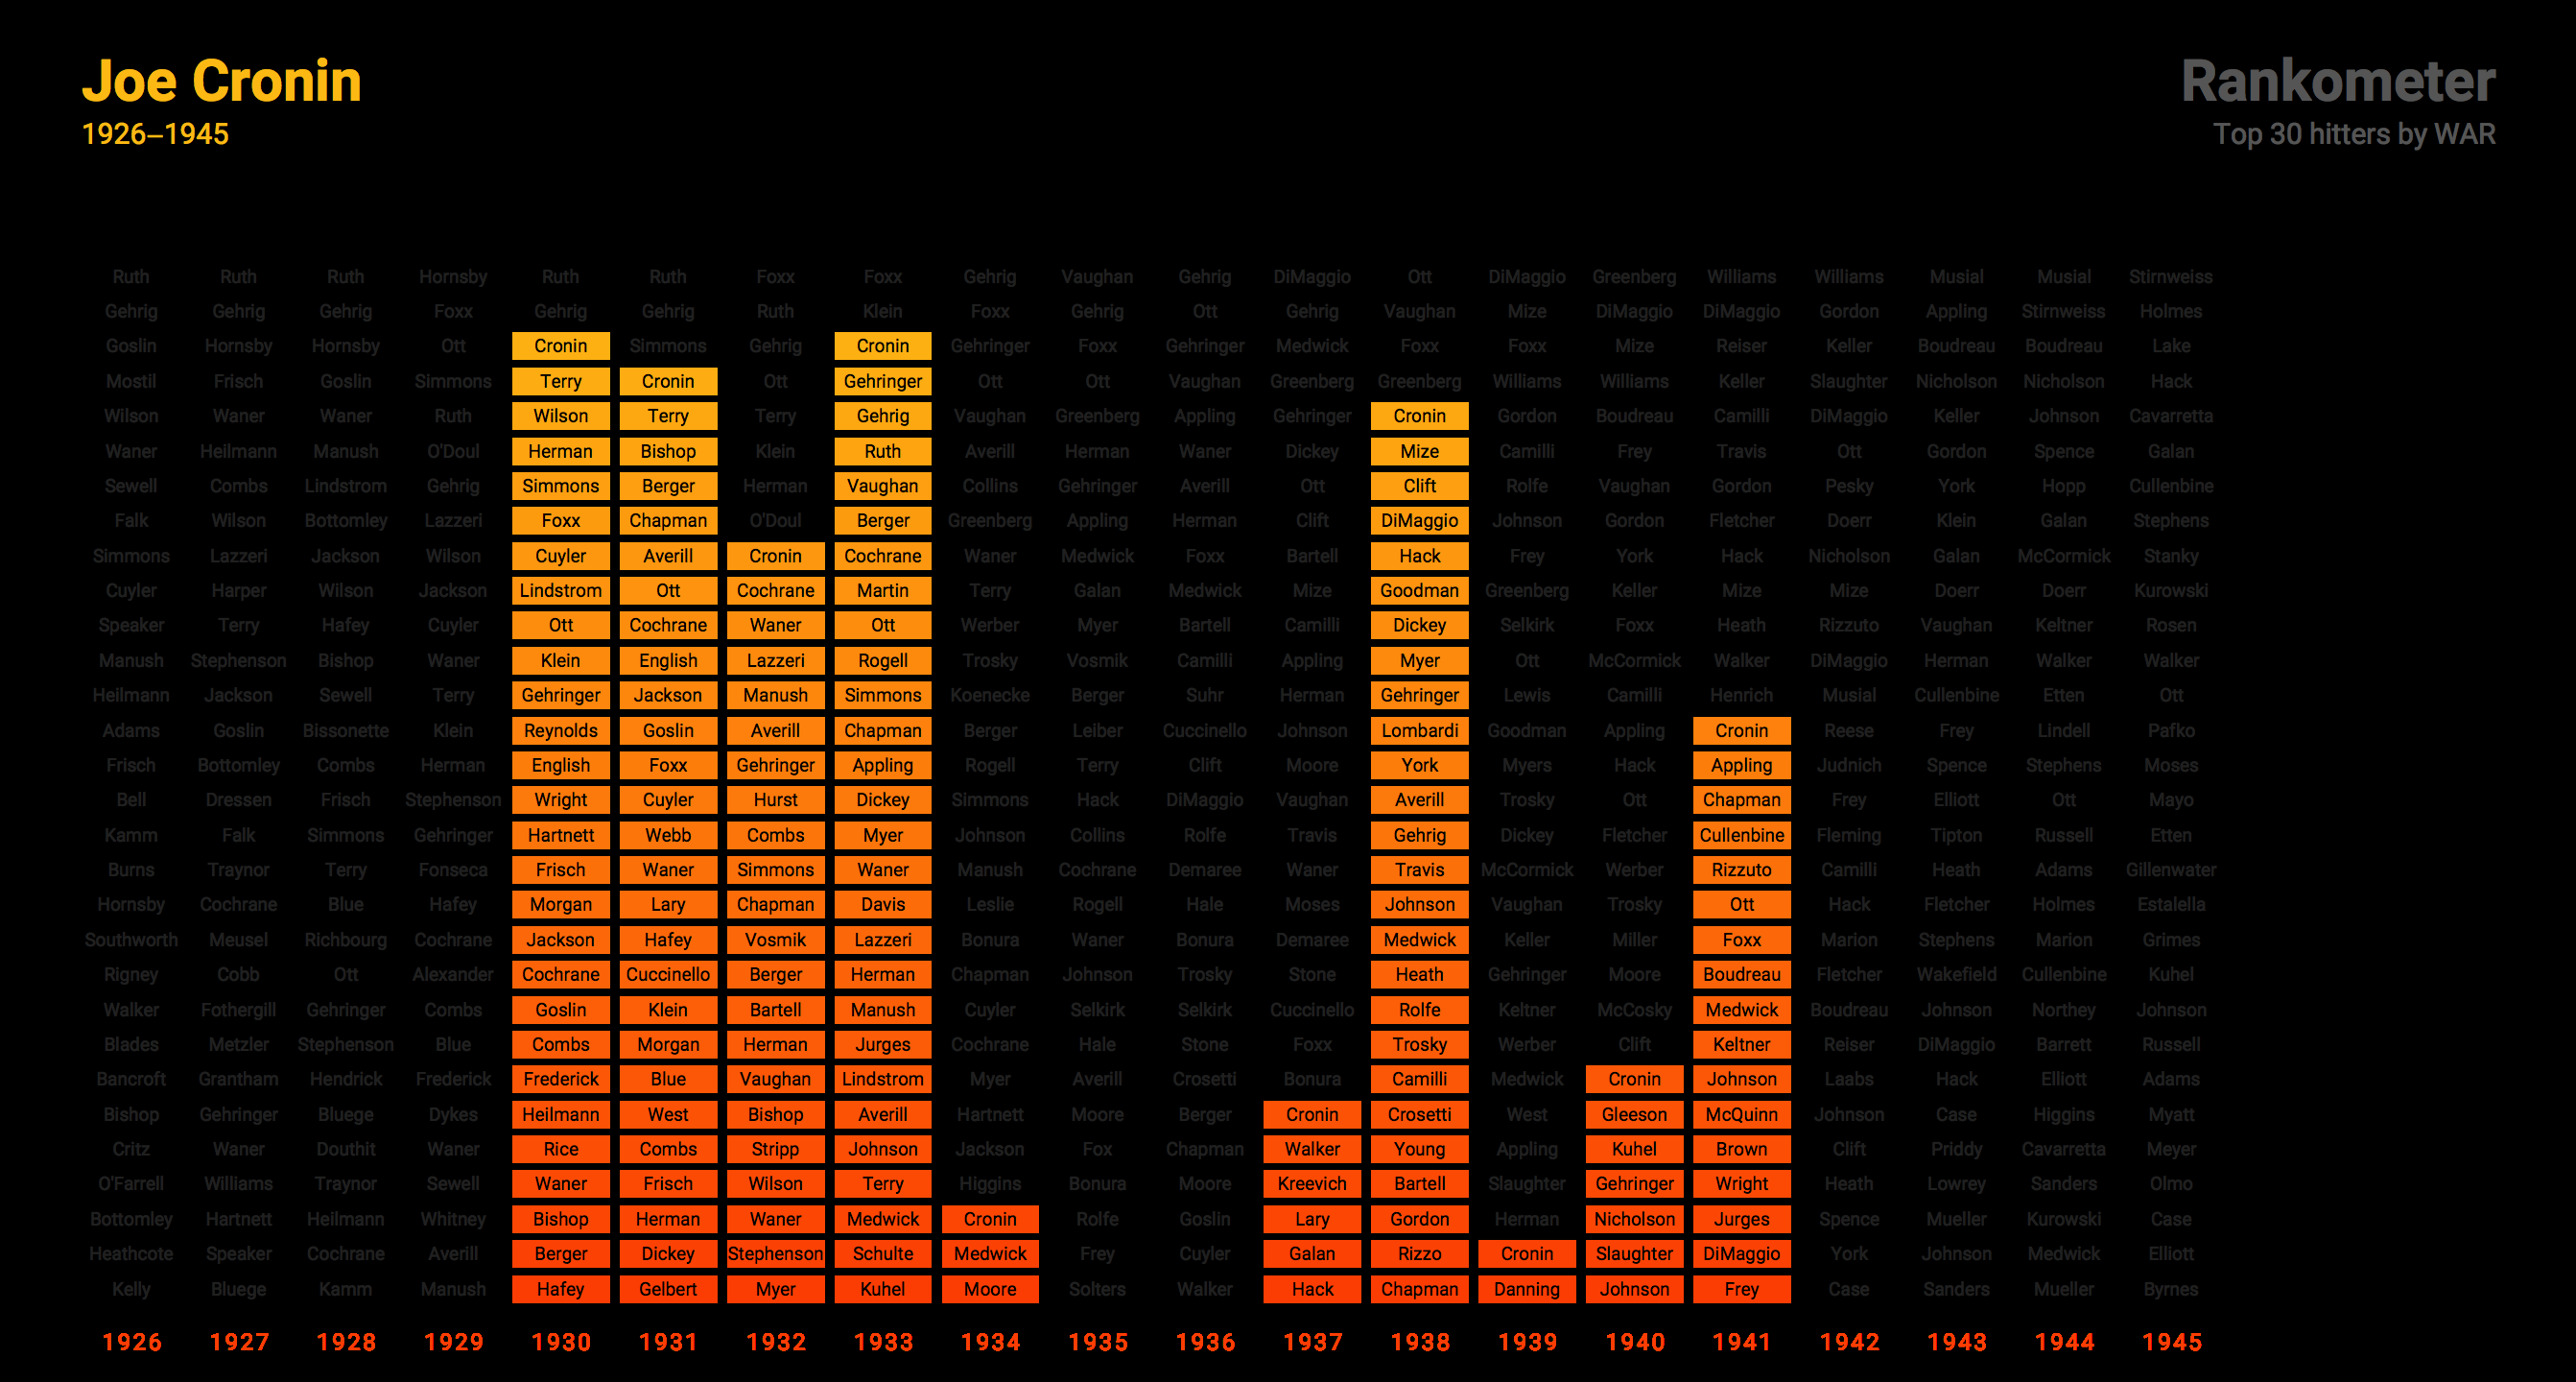 Joe Cronin
1926–1945
Rankometer
Top 30 hitters by WAR
Ruth Ruth Ruth Hornsby Ruth Ruth Foxx Foxx Gehrig Vaughan Gehrig DiMaggio Ott DiMaggio Greenberg Williams Williams Musial Musial Stirnweiss
Gehrig Gehrig Gehrig Foxx Gehrig Gehrig Ruth Klein Foxx Gehrig Ott Gehrig Vaughan Mize DiMaggio DiMaggio Gordon Appling Stirnweiss Holmes
Goslin Hornsby Hornsby Ott Cronin Simmons Gehrig Cronin Gehringer Foxx Gehringer Medwick Foxx Foxx Mize Reiser Keller Boudreau Boudreau Lake
Mostil Frisch Goslin Simmons Terry Cronin Ott Gehringer Ott Ott Vaughan Greenberg Greenberg Williams Williams Keller Slaughter Nicholson Nicholson Hack
Wilson Waner Waner Ruth Wilson Terry Terry Gehrig Vaughan Greenberg Appling Gehringer Cronin Gordon Boudreau Camilli DiMaggio Keller Johnson Cavarretta
Waner Heilmann Manush O'Doul Herman Bishop Klein Ruth Averill Herman Waner Dickey Mize Camilli Frey Travis Ott Gordon Spence Galan
Sewell Combs Lindstrom Gehrig Simmons Berger Herman Vaughan Collins Gehringer Averill Ott Clift Rolfe Vaughan Gordon Pesky York Hopp Cullenbine
Falk Wilson Bottomley Lazzeri Foxx Chapman O'Doul Berger Greenberg Appling Herman Clift DiMaggio Johnson Gordon Fletcher Doerr Klein Galan Stephens
Simmons Lazzeri Jackson Wilson Cuyler Averill Cronin Cochrane Waner Medwick Foxx Bartell Hack Frey York Hack Nicholson Galan McCormick Stanky
Cuyler Harper Wilson Jackson Lindstrom Ott Cochrane Martin Terry Galan Medwick Mize Goodman Greenberg Keller Mize Mize Doerr Doerr Kurowski
Speaker Terry Hafey Cuyler Ott Cochrane Waner Ott Werber Myer Bartell Camilli Dickey Selkirk Foxx Heath Rizzuto Vaughan Keltner Rosen
Manush Stephenson Bishop Waner Klein English Lazzeri Rogell Trosky Vosmik Camilli Appling Myer Ott McCormick Walker DiMaggio Herman Walker Walker
Heilmann Jackson Sewell Terry Gehringer Jackson Manush Simmons Koenecke Berger Suhr Herman Gehringer Lewis Camilli Henrich Musial Cullenbine Etten Ott
Adams Goslin Bissonette Klein Reynolds Goslin Averill Chapman Berger Leiber Cuccinello Johnson Lombardi Goodman Appling Cronin Reese Frey Lindell Pafko
Frisch Bottomley Combs Herman English Foxx Gehringer Appling Rogell Terry Clift Moore York Myers Hack Appling Judnich Spence Stephens Moses
Bell Dressen Frisch Stephenson Wright Cuyler Hurst Dickey Simmons Hack DiMaggio Vaughan Averill Trosky Ott Chapman Frey Elliott Ott Mayo
Kamm Falk Simmons Gehringer Hartnett Webb Combs Myer Johnson Collins Rolfe Travis Gehrig Dickey Fletcher Cullenbine Fleming Tipton Russell Etten
Burns Traynor Terry Fonseca Frisch Waner Simmons Waner Manush Cochrane Demaree Waner Travis McCormick Werber Rizzuto Camilli Heath Adams Gillenwater
Hornsby Cochrane Blue Hafey Morgan Lary Chapman Davis Leslie Rogell Hale Moses Johnson Vaughan Trosky Ott Hack Fletcher Holmes Estalella
Southworth Meusel Richbourg Cochrane Jackson Hafey Vosmik Lazzeri Bonura Waner Bonura Demaree Medwick Keller Miller Foxx Marion Stephens Marion Grimes
Rigney Cobb Ott Alexander Cochrane Cuccinello Berger Herman Chapman Johnson Trosky Stone Heath Gehringer Moore Boudreau Fletcher Wakefield Cullenbine Kuhel
Walker Fothergill Gehringer Combs Goslin Klein Bartell Manush Cuyler Selkirk Selkirk Cuccinello Rolfe Keltner McCosky Medwick Boudreau Johnson Northey Johnson
Blades Metzler Stephenson Blue Combs Morgan Herman Jurges Cochrane Hale Stone Foxx Trosky Werber Clift Keltner Reiser DiMaggio Barrett Russell
Bancroft Grantham Hendrick Frederick Frederick Blue Vaughan Lindstrom Myer Averill Crosetti Bonura Camilli Medwick Cronin Johnson Laabs Hack Elliott Adams
Bishop Gehringer Bluege Dykes Heilmann West Bishop Averill Hartnett Moore Berger Cronin Crosetti West Gleeson McQuinn Johnson Case Higgins Myatt
Critz Waner Douthit Waner Rice Combs Stripp Johnson Jackson Fox Chapman Walker Young Appling Kuhel Brown Clift Priddy Cavarretta Meyer
O'Farrell Williams Traynor Sewell Waner Frisch Wilson Terry Higgins Bonura Moore Kreevich Bartell Slaughter Gehringer Wright Heath Lowrey Sanders Olmo
Bottomley Hartnett Heilmann Whitney Bishop Herman Waner Medwick Cronin Rolfe Goslin Lary Gordon Herman Nicholson Jurges Spence Mueller Kurowski Case
Heathcote Speaker Cochrane Averill Berger Dickey Stephenson Schulte Medwick Frey Cuyler Galan Rizzo Cronin Slaughter DiMaggio York Johnson Medwick Elliott
Kelly Bluege Kamm Manush Hafey Gelbert Myer Kuhel Moore Solters Walker Hack Chapman Danning Johnson Frey Case Sanders Mueller Byrnes
1926 1927 1928 1929 1930 1931 1932 1933 1934 1935 1936 1937 1938 1939 1940 1941 1942 1943 1944 1945